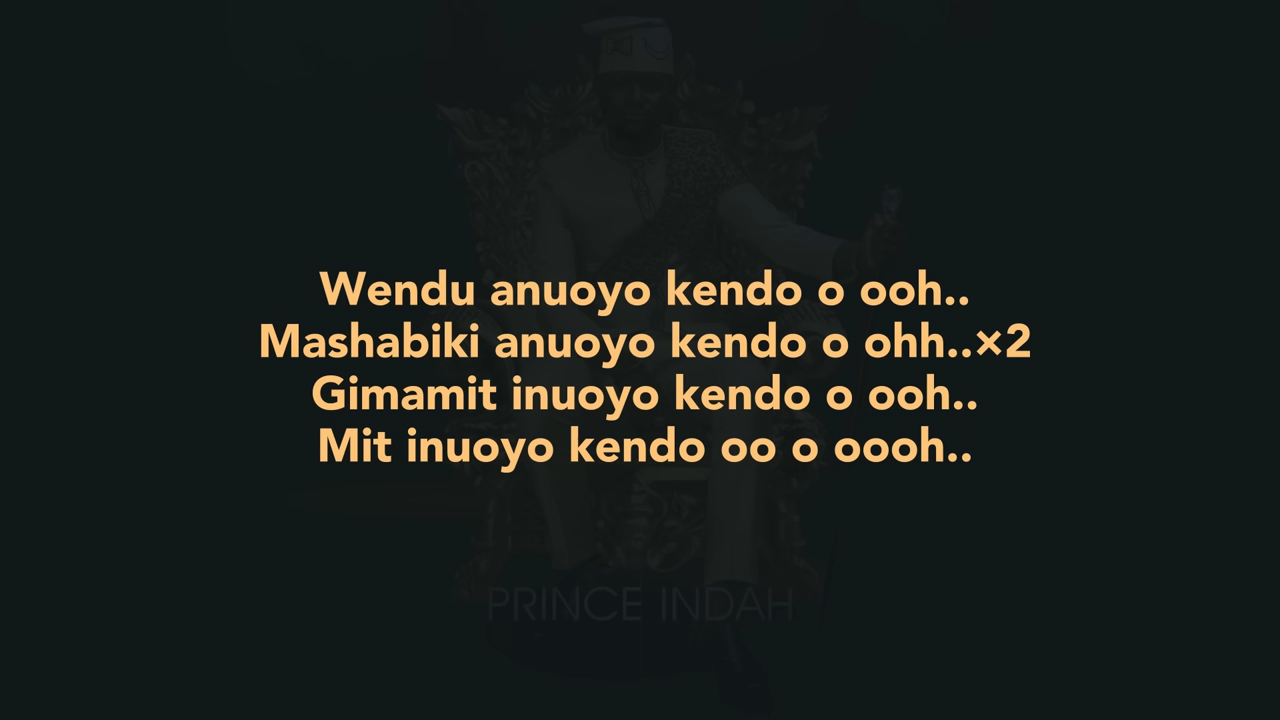 Wendu anuoyo kendo o ooh..
Mashabiki anuoyo kendo o ohh..×2
Gimamit inuoyo kendo o ooh..
Mit inuoyo kendo oo o oooh..
PRINCE INDAH